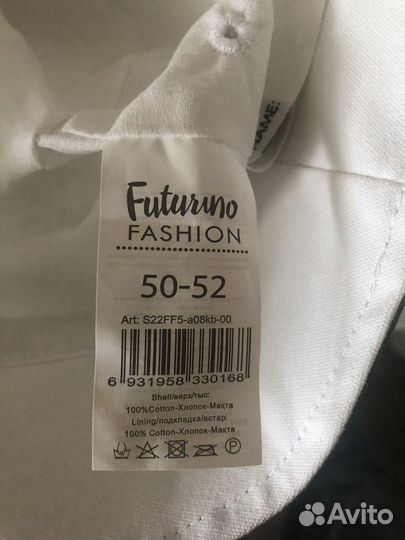 Futurino
FASHION
50-52
Art: S22FF5-a08kb-00
6 931958 330168
Shell/верх/тыс:
100%Cotton-Хлопок-Мақта
Lining/подкладка/астар:
100% Cotton-Хлопок-Мақта
P
NAME:
Avito